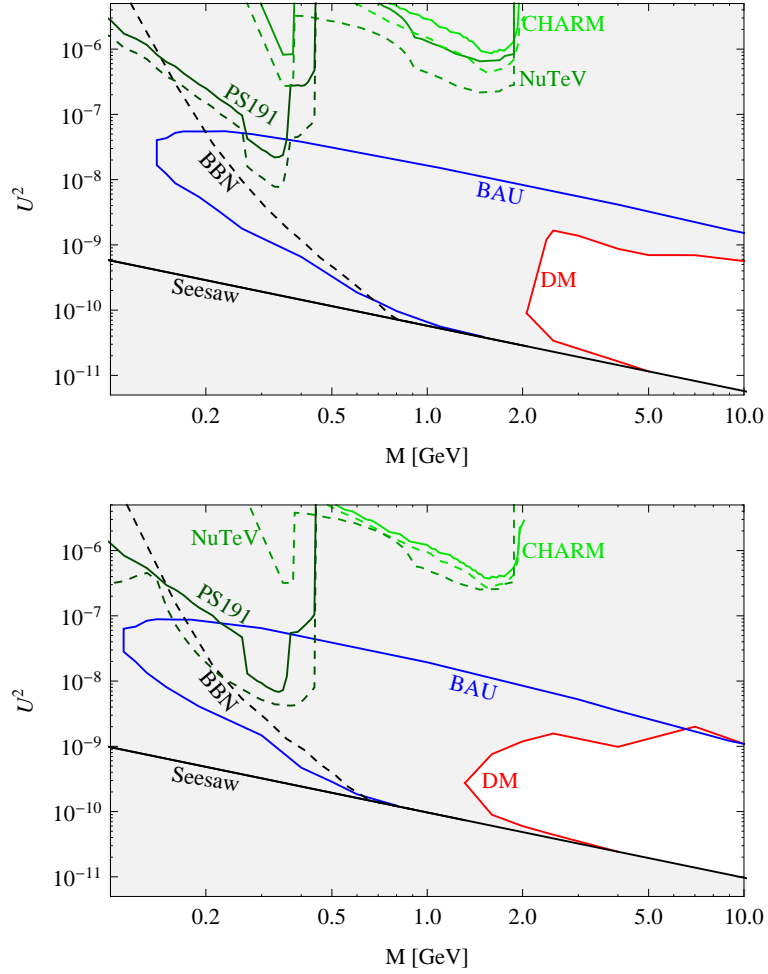 10⁻⁶
10⁻⁷
10⁻⁸
10⁻⁹
10⁻¹⁰
10⁻¹¹
U²
CHARM
NuTeV
PS191
BBN
BAU
DM
Seesaw
0.2
0.5
1.0
2.0
5.0
10.0
M [GeV]
10⁻⁶
10⁻⁷
10⁻⁸
10⁻⁹
10⁻¹⁰
10⁻¹¹
U²
NuTeV
CHARM
PS191
BBN
BAU
Seesaw
DM
0.2
0.5
1.0
2.0
5.0
10.0
M [GeV]